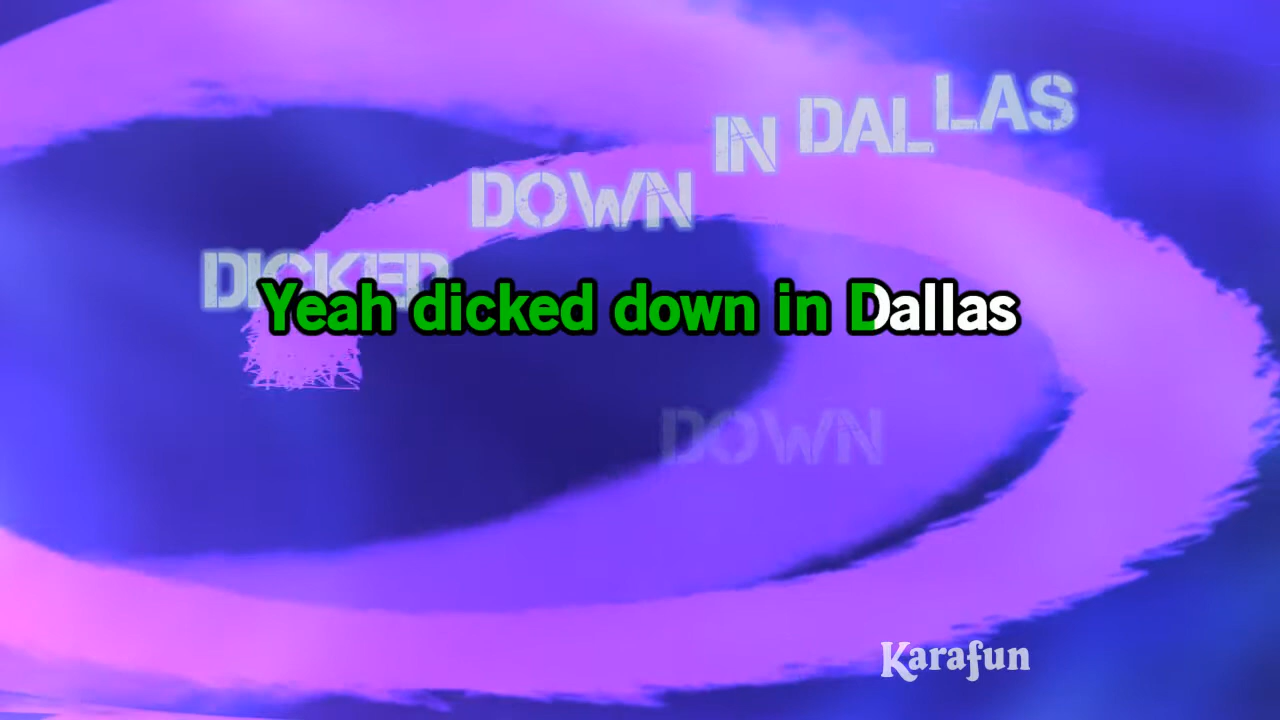 DICKED DOWN IN DALLAS
Yeah dicked down in Dallas
DOWN
Karafun